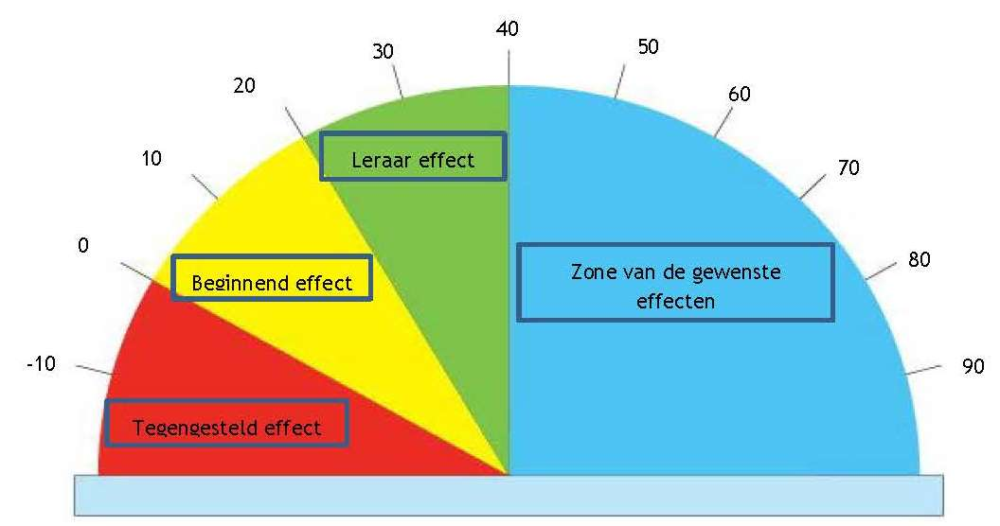 40
30
50
20
60
10
Leraar effect
70
0
80
Beginnend effect
Zone van de gewenste
effecten
-10
90
Tegengesteld effect